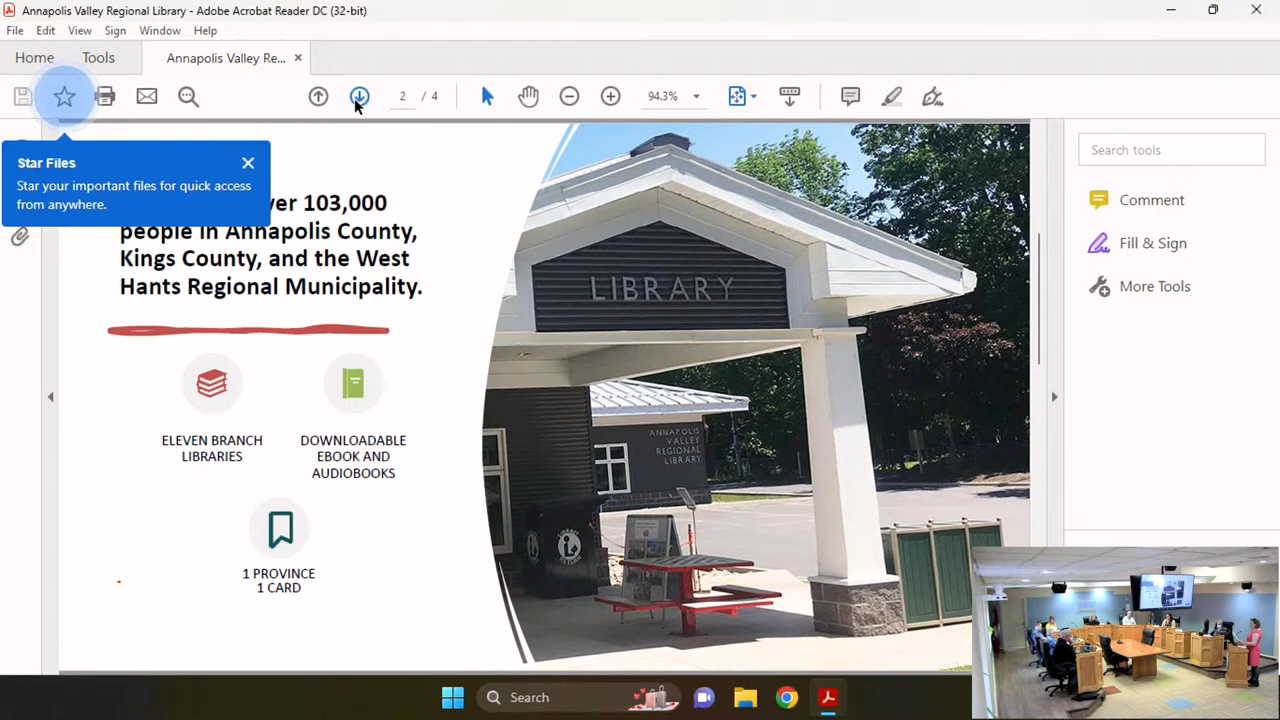 Annapolis Valley Regional Library - Adobe Acrobat Reader DC (32-bit)
File Edit View Sign Window Help
Home Tools Annapolis Valley Re...
2 / 4 94.3%
Star Files
Star your important files for quick access
from anywhere.
ver 103,000
people in Annapolis County,
Kings County, and the West
Hants Regional Municipality.
ELEVEN BRANCH
LIBRARIES
DOWNLOADABLE
EBOOK AND
AUDIOBOOKS
1 PROVINCE
1 CARD
LIBRARY
ANNAPOLIS
VALLEY
REGIONAL
LIBRARY
LIBRARY
RETURN
Search tools
Comment
Fill & Sign
More Tools
Search